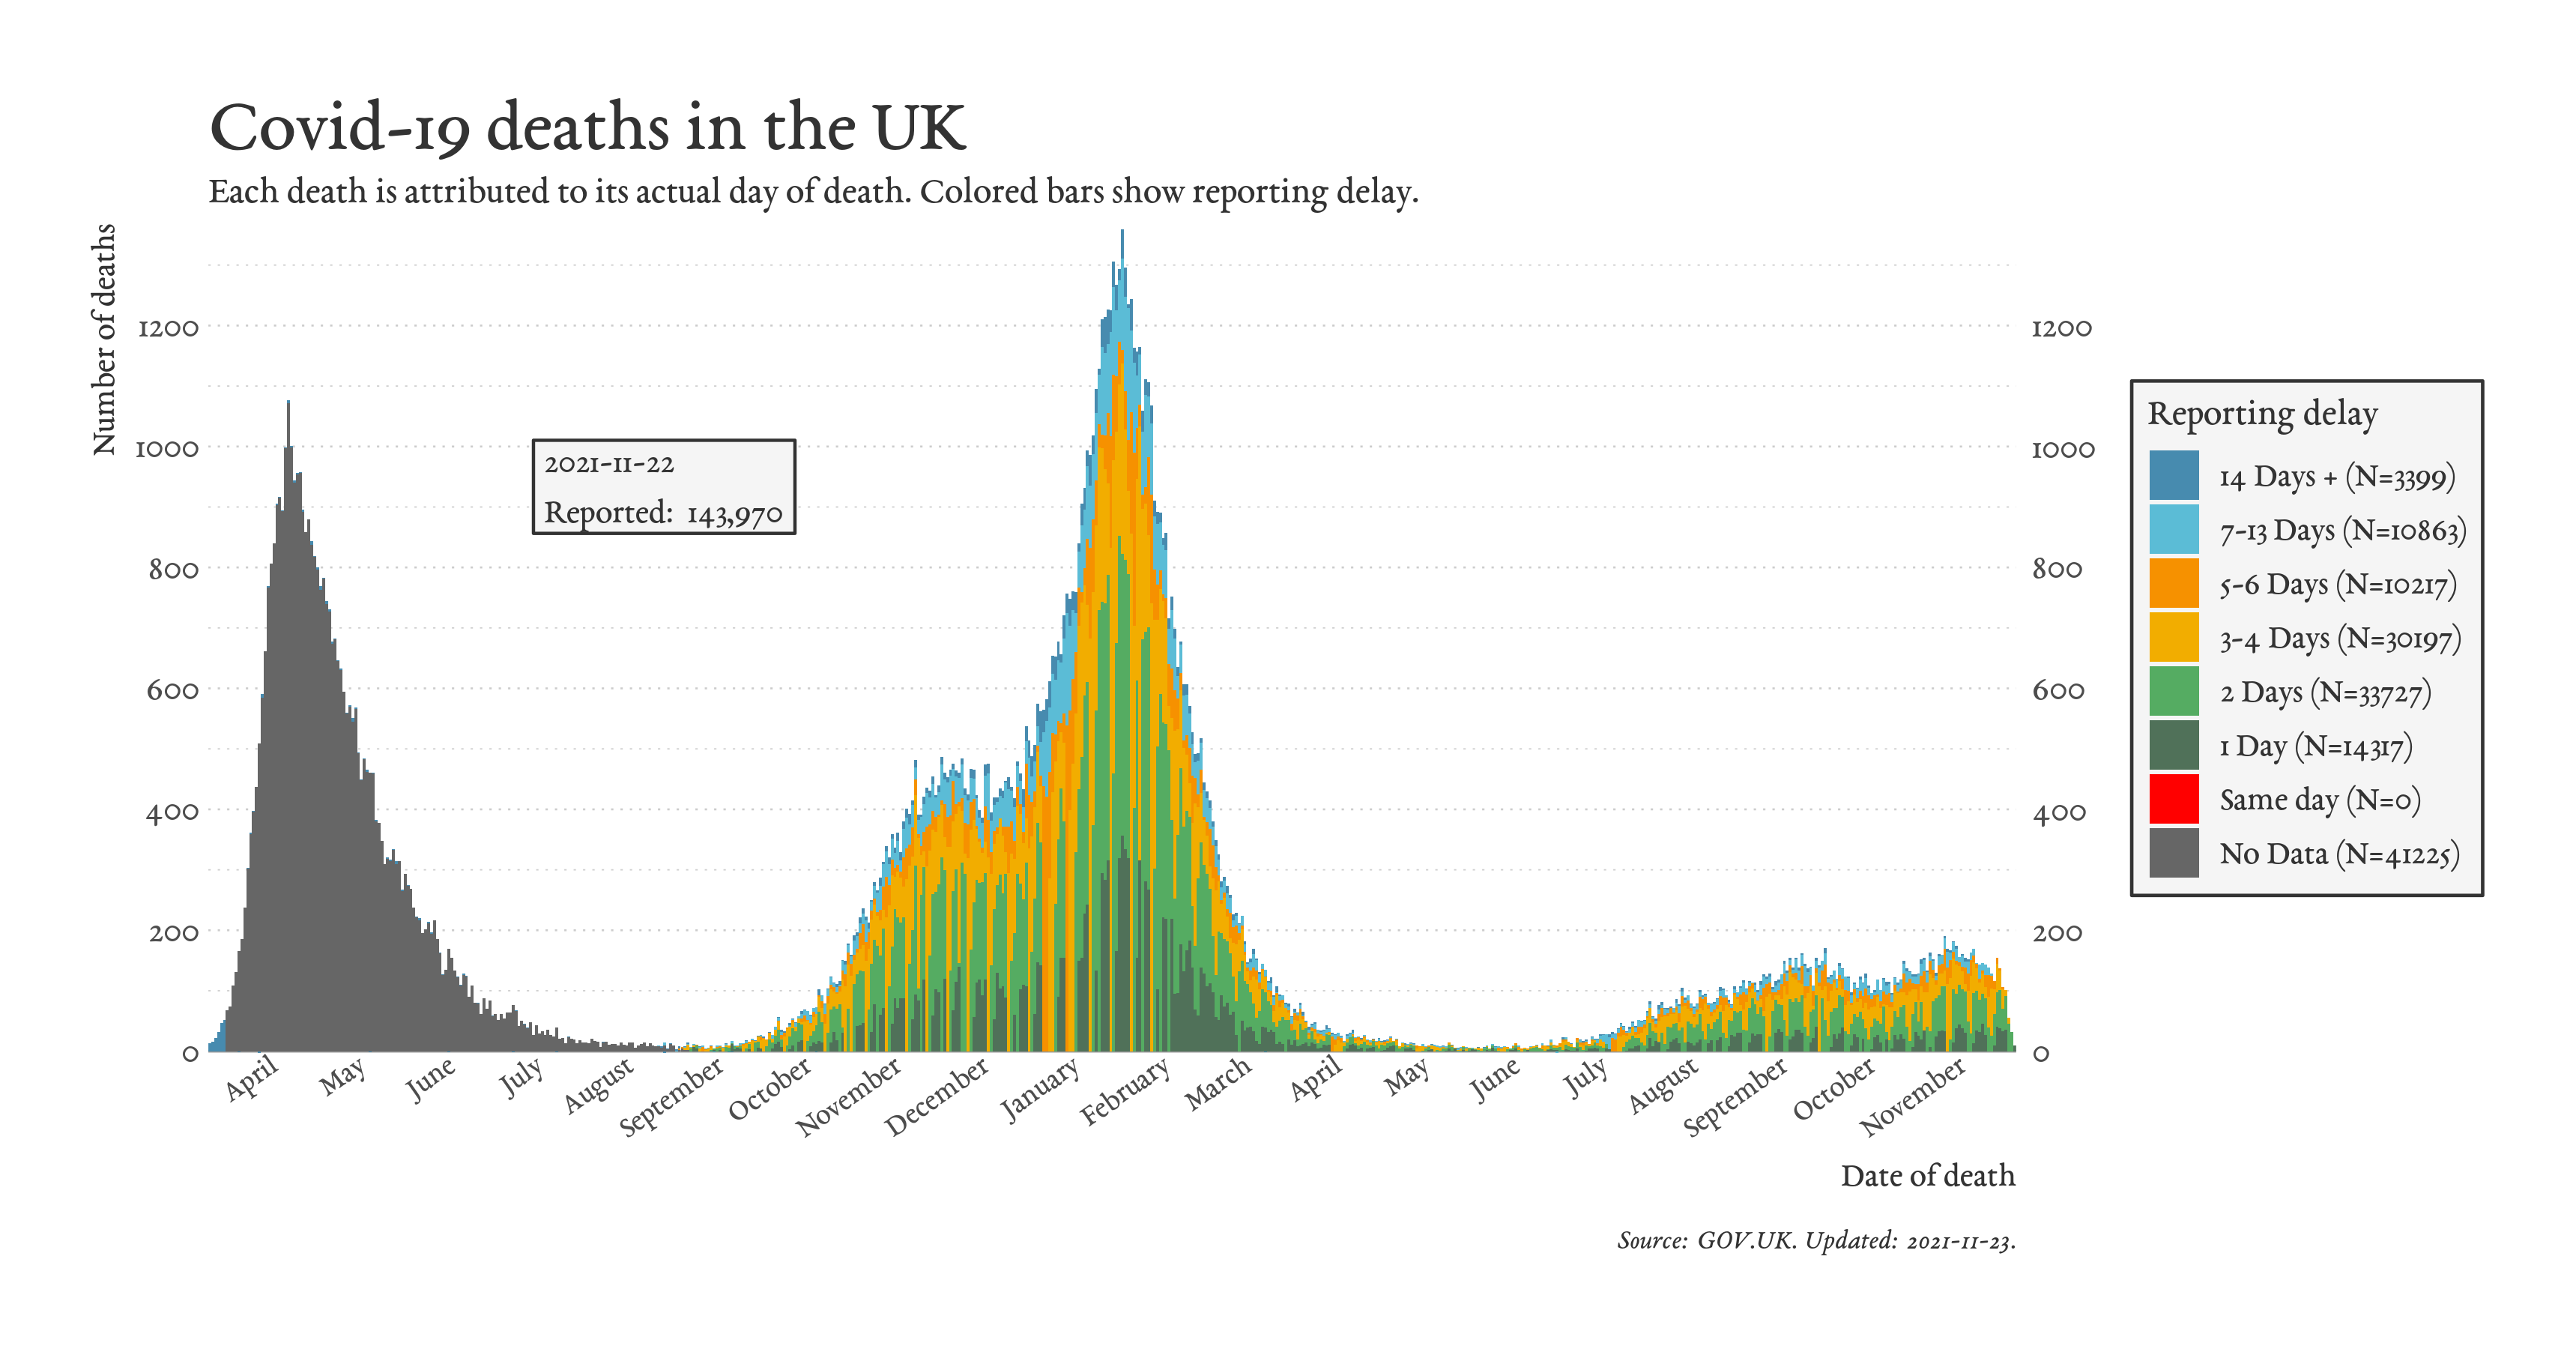 Covid-19 deaths in the UK
Each death is attributed to its actual day of death. Colored bars show reporting delay.
Number of deaths
1200
1000
800
600
400
200
0
2021-11-22
Reported: 143,970
1200
1000
800
600
400
200
0
April
May
June
July
August
September
October
November
December
January
February
March
April
May
June
July
August
September
October
November
Date of death
Reporting delay
14 Days + (N=3399)
7-13 Days (N=10863)
5-6 Days (N=10217)
3-4 Days (N=30197)
2 Days (N=33727)
1 Day (N=14317)
Same day (N=0)
No Data (N=41225)
Source: GOV.UK. Updated: 2021-11-23.